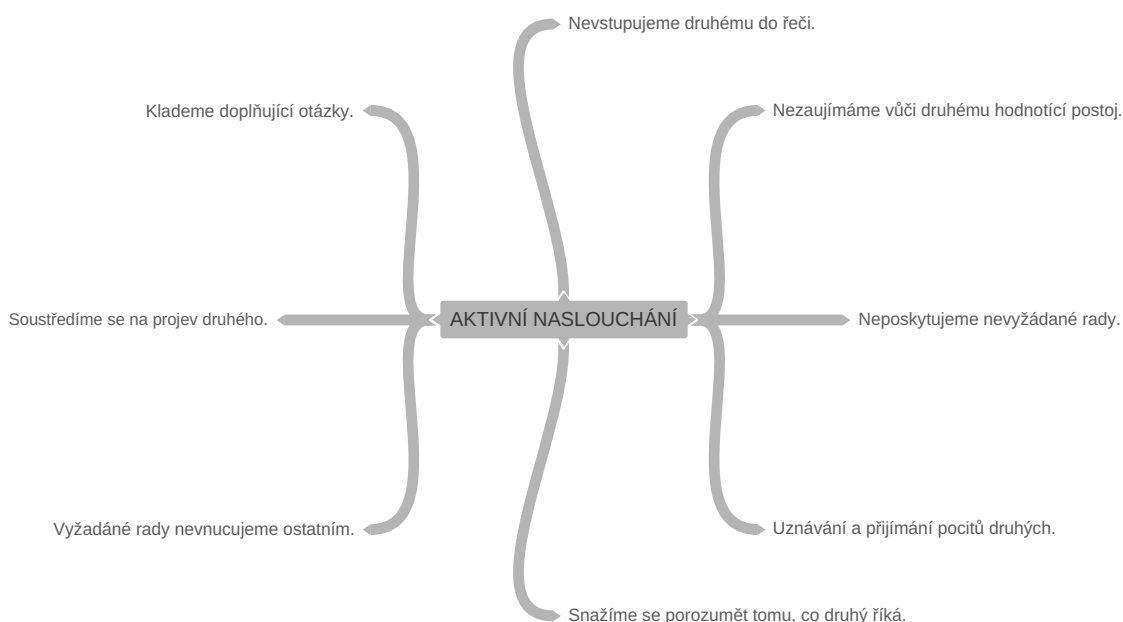 Nevstupujeme druhému do řeči.
Klademe doplňující otázky.
Nezaujímáme vůči druhému hodnotící postoj.
Soustředíme se na projev druhého.
AKTIVNÍ NASLOUCHÁNÍ
Neposkytujeme nevyžádané rady.
Vyžádáné rady nevnucujeme ostatním.
Uznávání a přijímání pocitů druhých.
Snažíme se porozumět tomu, co druhý říká.